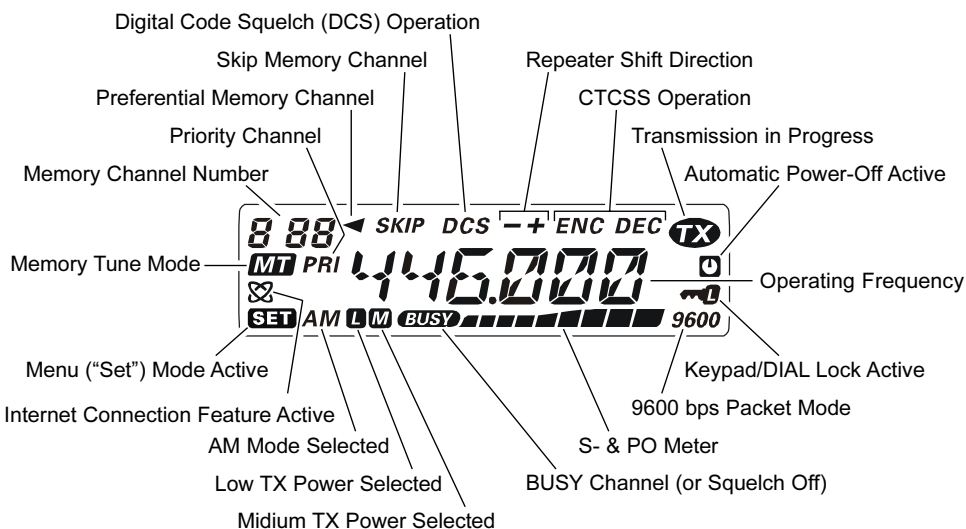 Digital Code Squelch (DCS) Operation
Skip Memory Channel
Repeater Shift Direction
Preferential Memory Channel
CTCSS Operation
Priority Channel
Transmission in Progress
Memory Channel Number
Automatic Power-Off Active
8 88 SKIP DCS -+ ENC DEC TX
Memory Tune Mode
MT PRI 446.000
Operating Frequency
L
SET AM L M BUSY 9600
Menu (“Set”) Mode Active
Keypad/DIAL Lock Active
Internet Connection Feature Active
9600 bps Packet Mode
AM Mode Selected
S- & PO Meter
Low TX Power Selected
BUSY Channel (or Squelch Off)
Midium TX Power Selected